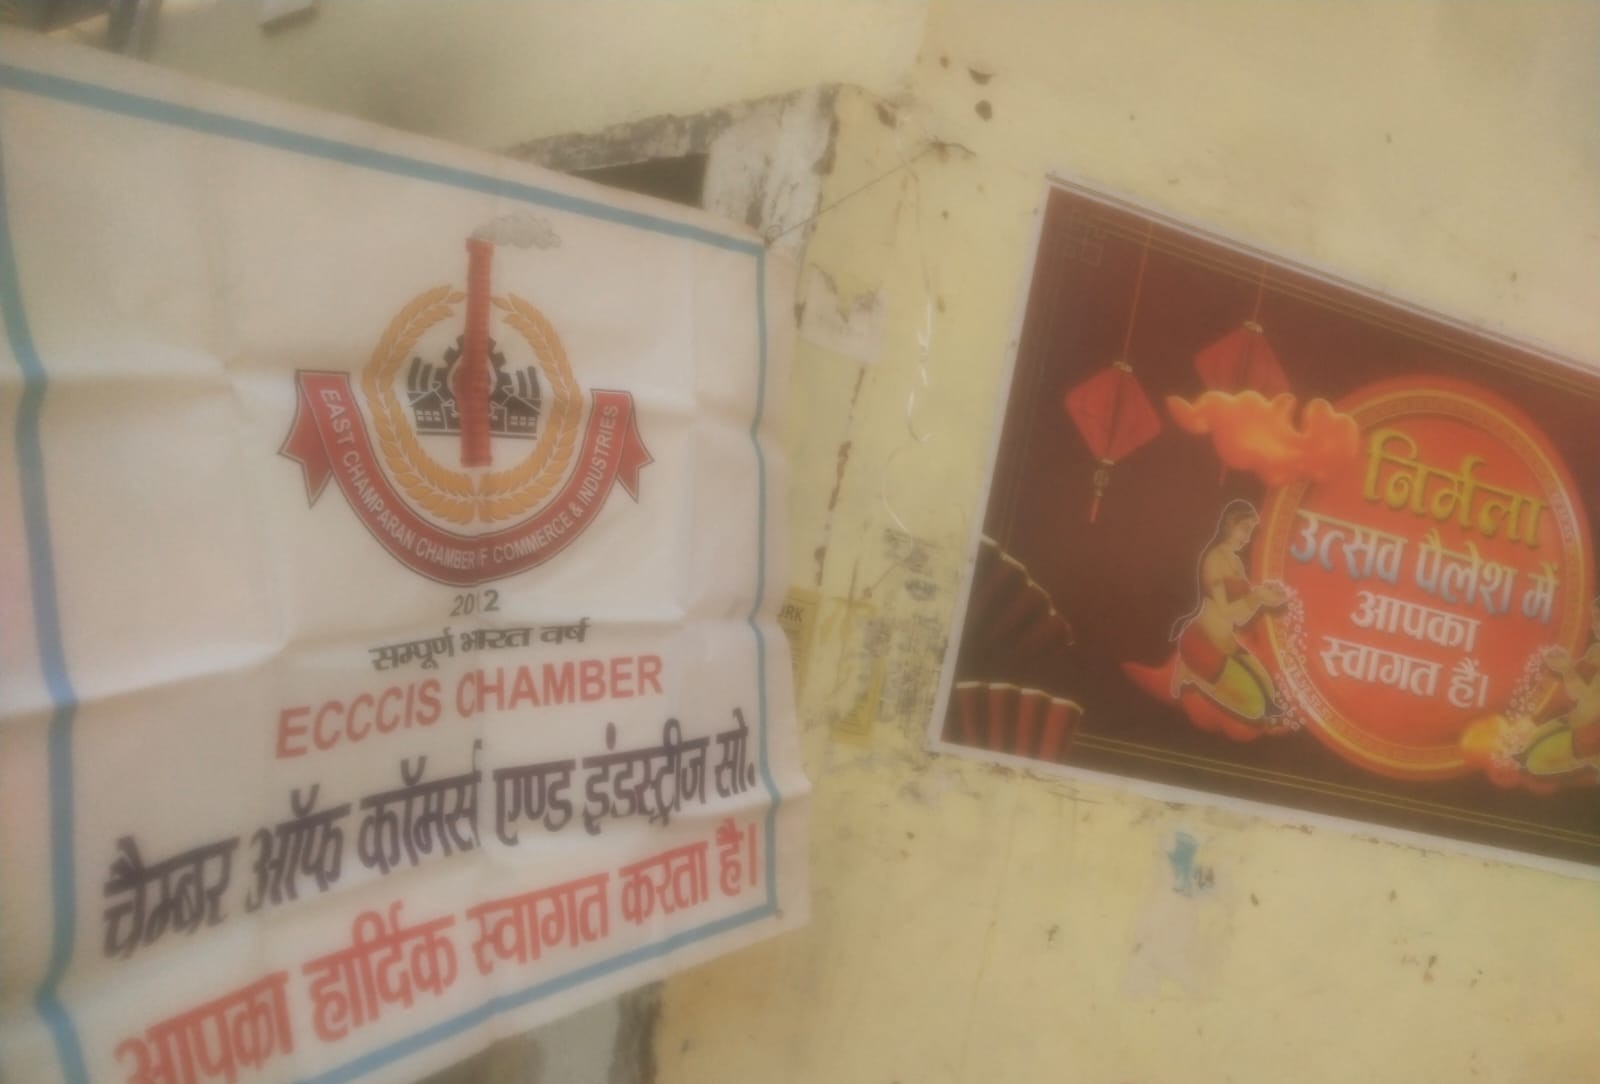 EAST CHAMPARAN CHAMBER OF COMMERCE & INDUSTRIES
2012
सम्पूर्ण भारत वर्ष
ECCCIS CHAMBER
चैम्बर ऑफ कॉमर्स एण्ड इंडस्ट्रीज सो.
आपका हार्दिक स्वागत करता है।
निर्मला
उत्सव पैलेश में
आपका
स्वागत हैं।